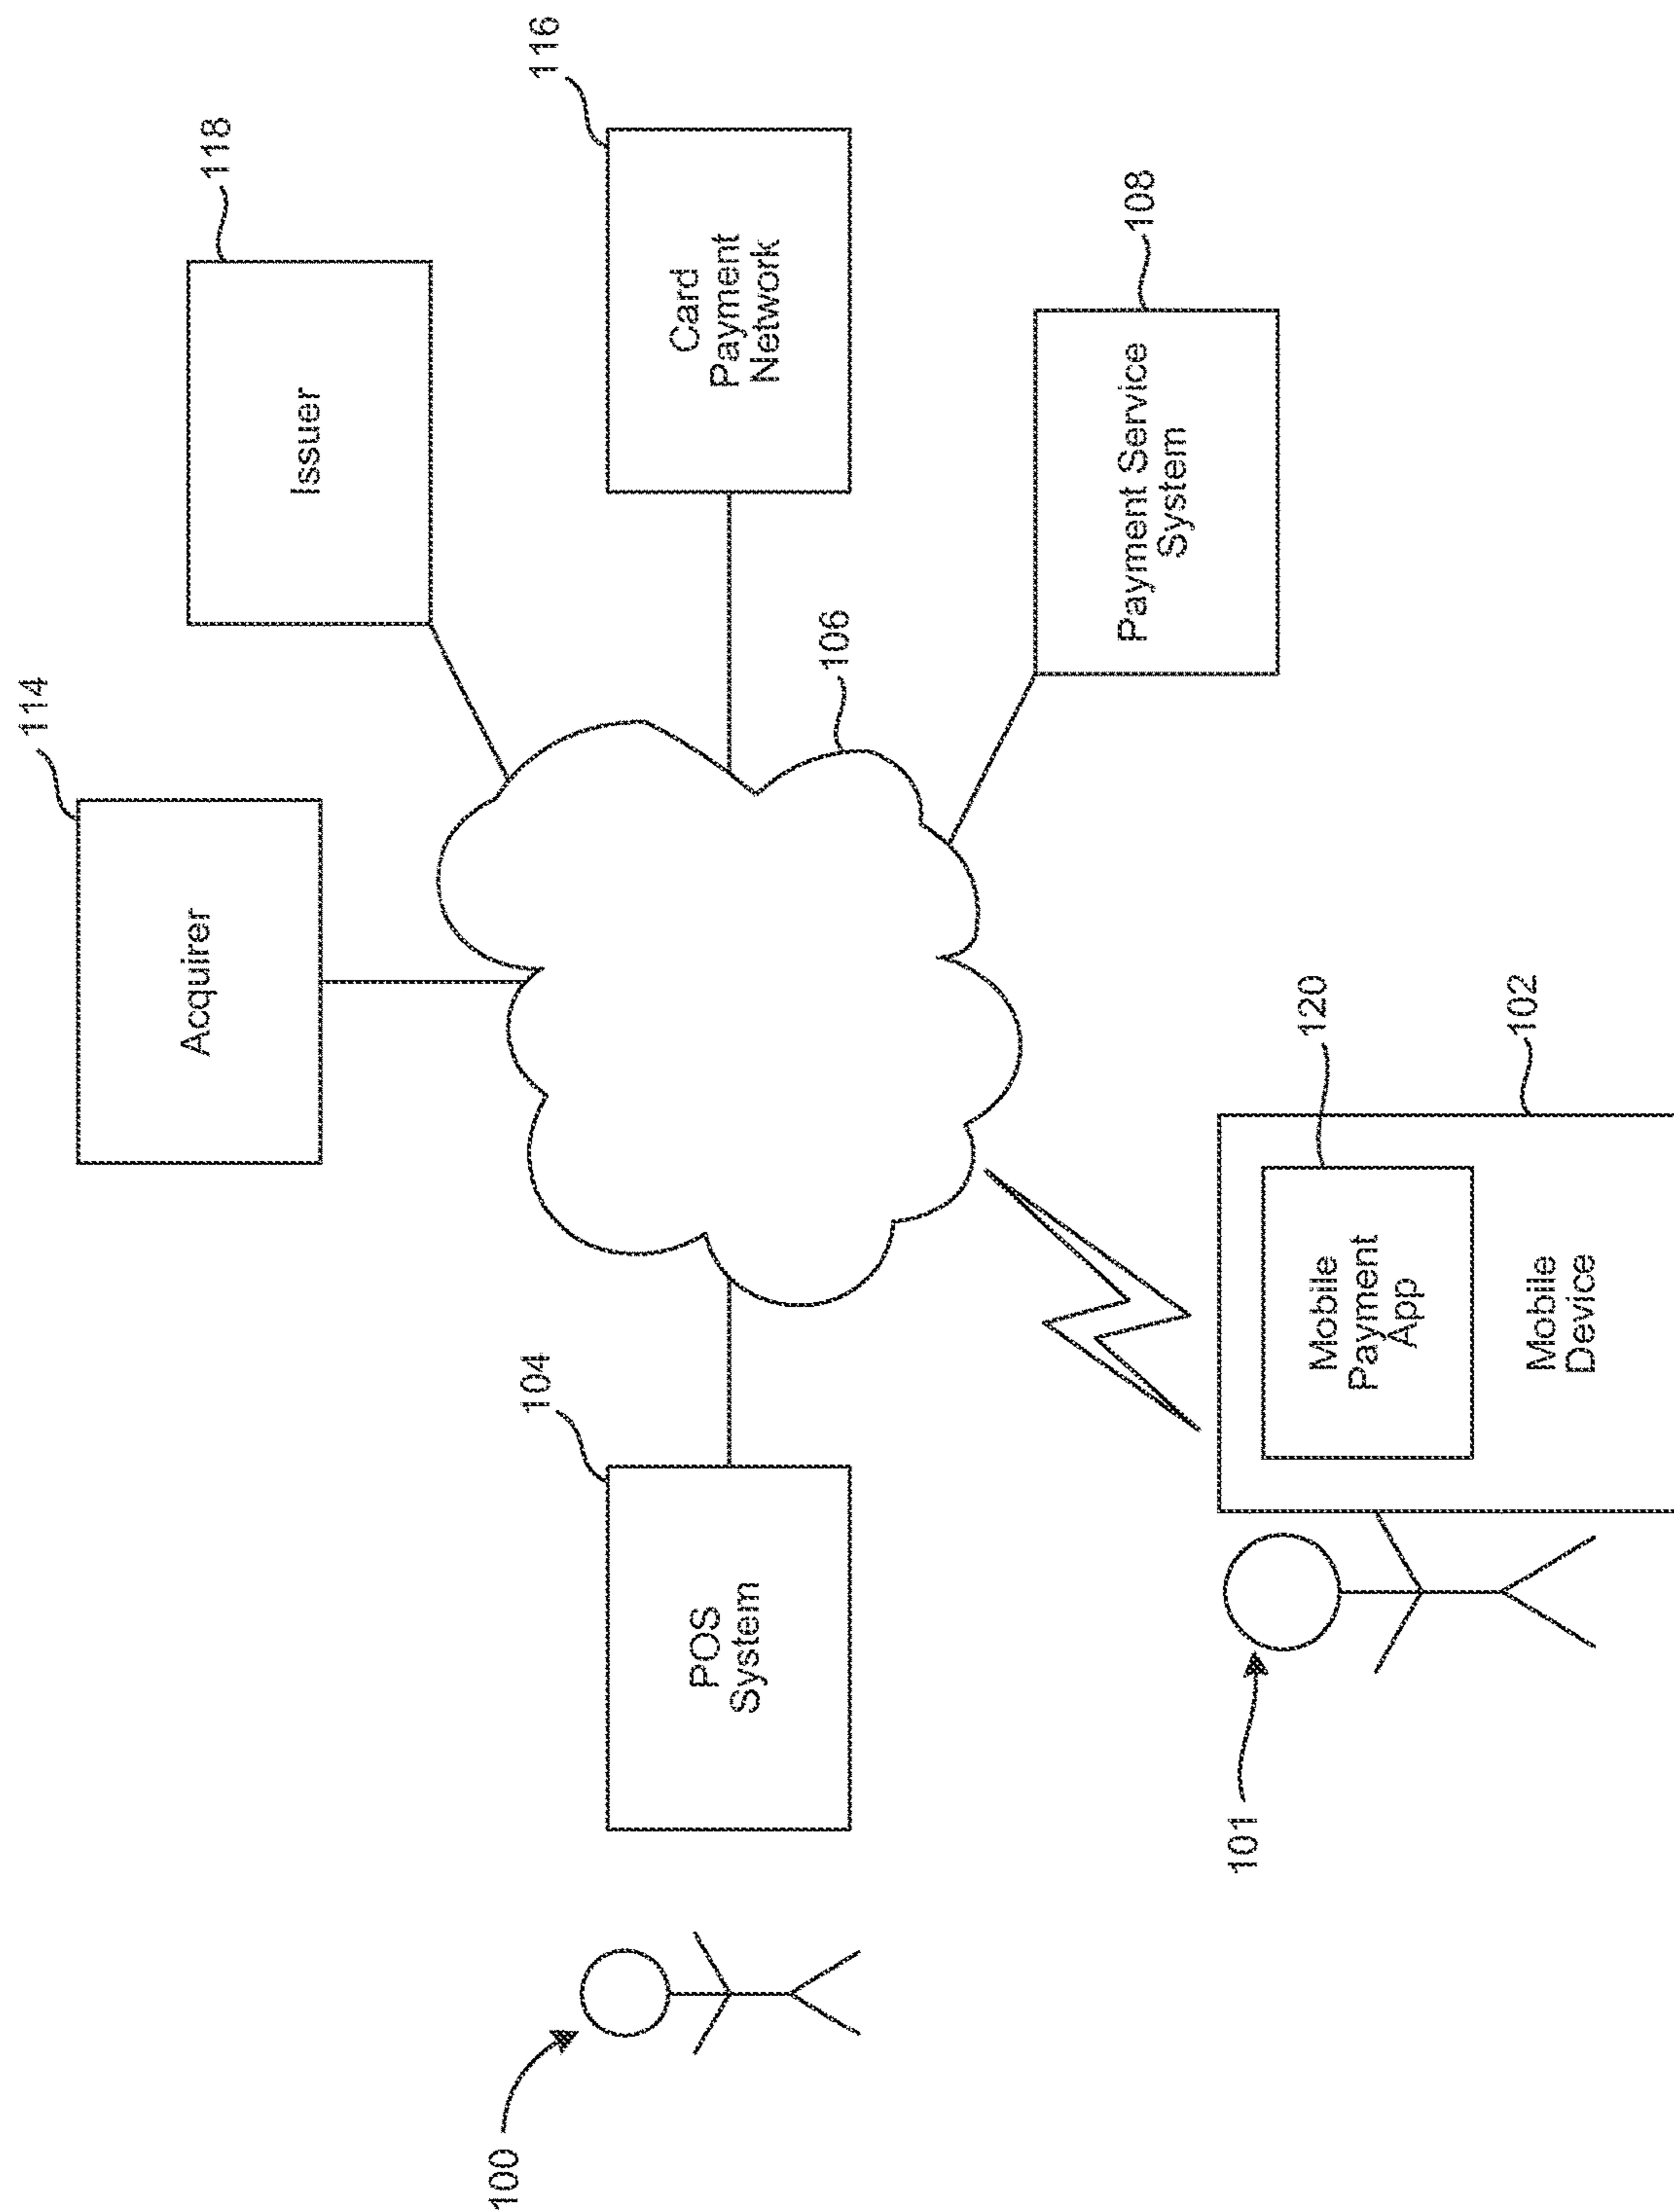 114
Acquirer
118
Issuer
116
Card
Payment
Network
104
POS
System
106
100
108
Payment Service
System
120
Mobile
Payment
App
102
Mobile
Device
101